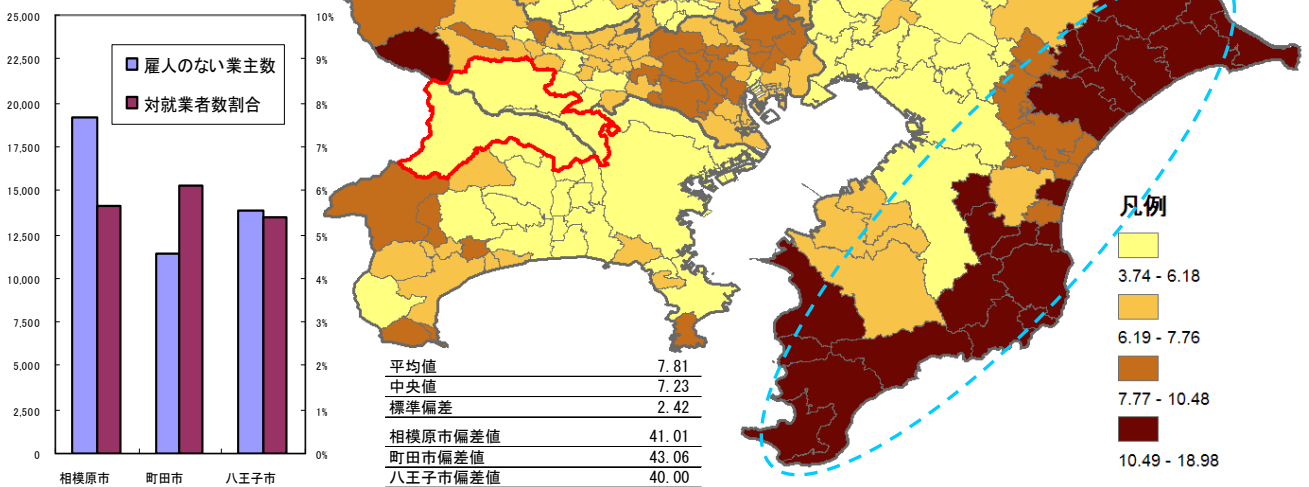 25,000
22,500
20,000
17,500
15,000
12,500
10,000
7,500
5,000
2,500
0
10%
9%
8%
7%
6%
5%
4%
3%
2%
1%
0%
雇人のない業主数
対就業者数割合
相模原市 町田市 八王子市
平均値 7.81
中央値 7.23
標準偏差 2.42
相模原市偏差値 41.01
町田市偏差値 43.06
八王子市偏差値 40.00
凡例
3.74 - 6.18
6.19 - 7.76
7.77 - 10.48
10.49 - 18.98